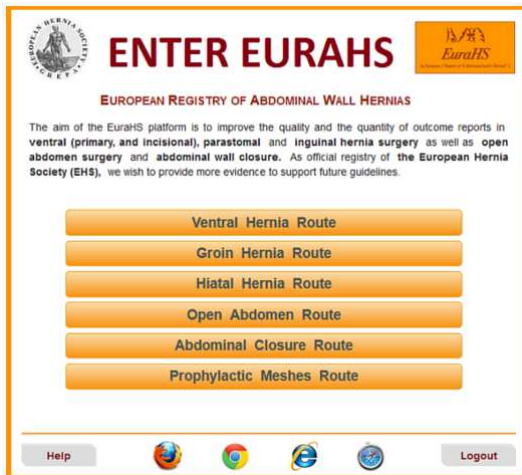 EUROPEAN HERNIA SOCIETY
G R E P A
ENTER EURAHS
EuraHS
EUROPEAN REGISTRY OF ABDOMINAL WALL HERNIAS
The aim of the EuraHS platform is to improve the quality and the quantity of outcome reports in
ventral (primary, and incisional), parastomal and inguinal hernia surgery as well as open
abdomen surgery and abdominal wall closure. As official registry of the European Hernia
Society (EHS), we wish to provide more evidence to support future guidelines.
Ventral Hernia Route
Groin Hernia Route
Hiatal Hernia Route
Open Abdomen Route
Abdominal Closure Route
Prophylactic Meshes Route
Help
Logout